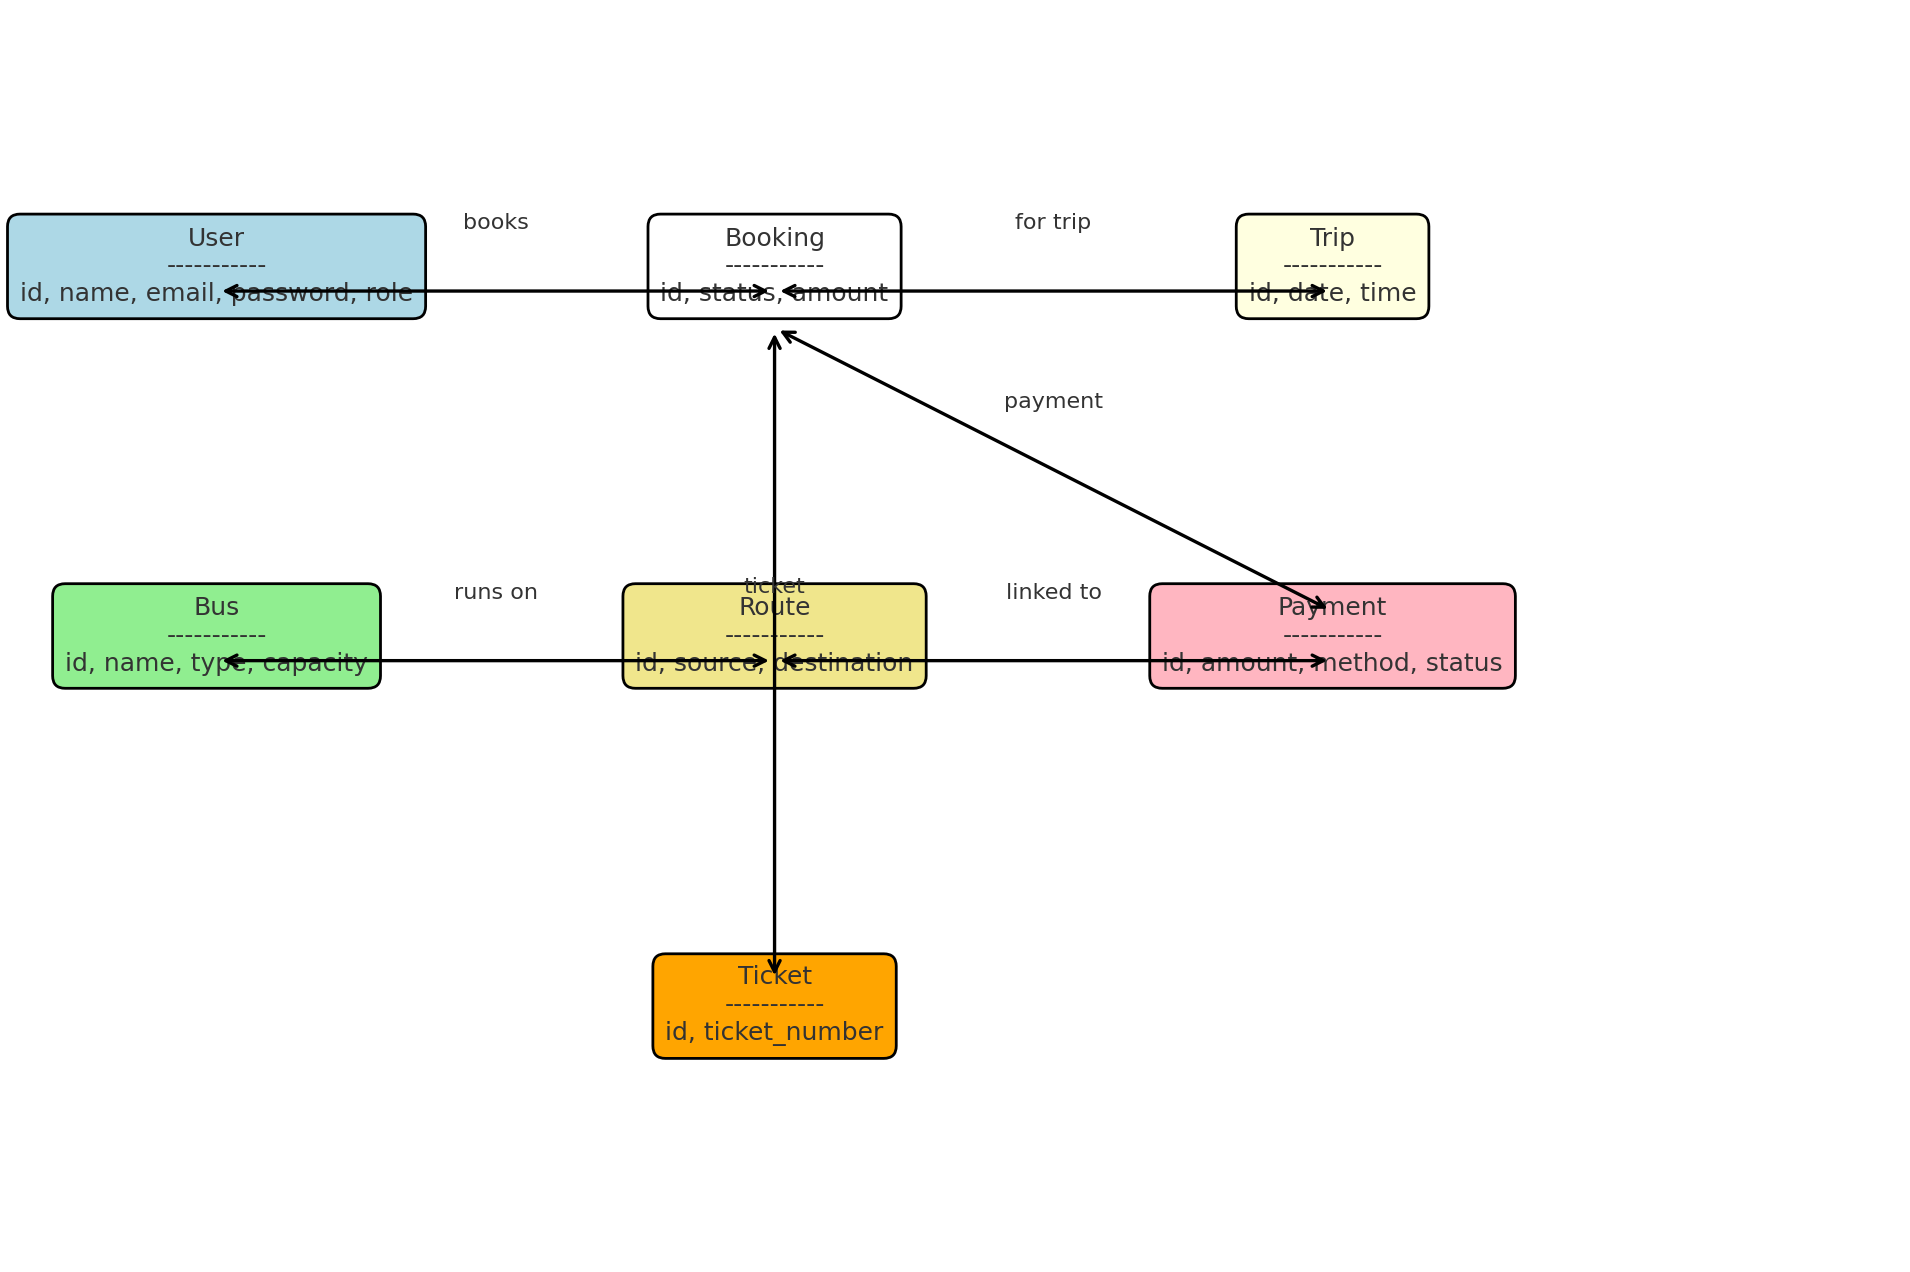 books
for trip
User
-----------
id, name, email, password, role
Booking
-----------
id, status, amount
Trip
-----------
id, date, time
payment
runs on
ticket
linked to
Bus
-----------
id, name, type, capacity
Route
-----------
id, source, destination
Payment
-----------
id, amount, method, status
Ticket
-----------
id, ticket_number